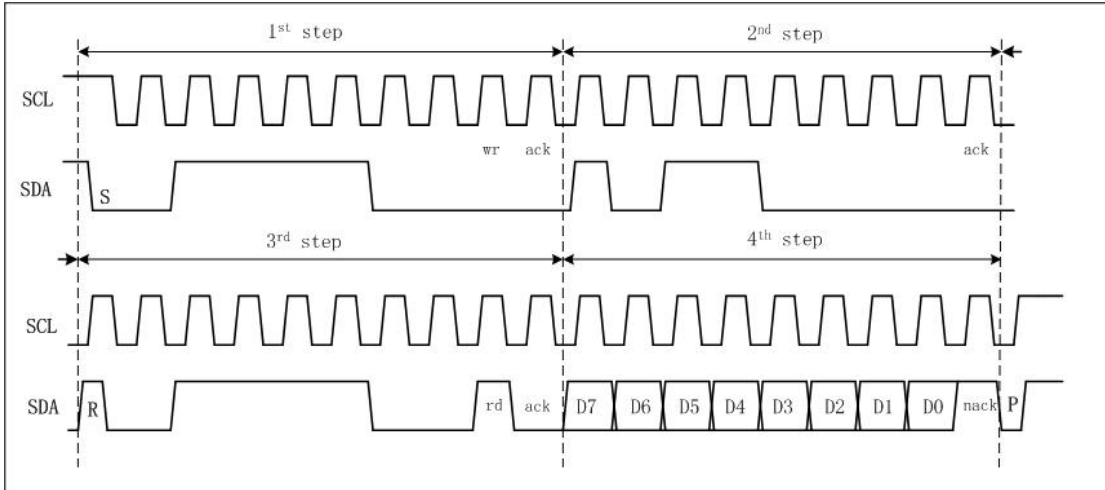 1st step 2nd step
SCL
wr ack ack
SDA S
3rd step 4th step
SCL
SDA R rd ack D7 D6 D5 D4 D3 D2 D1 D0 nack P